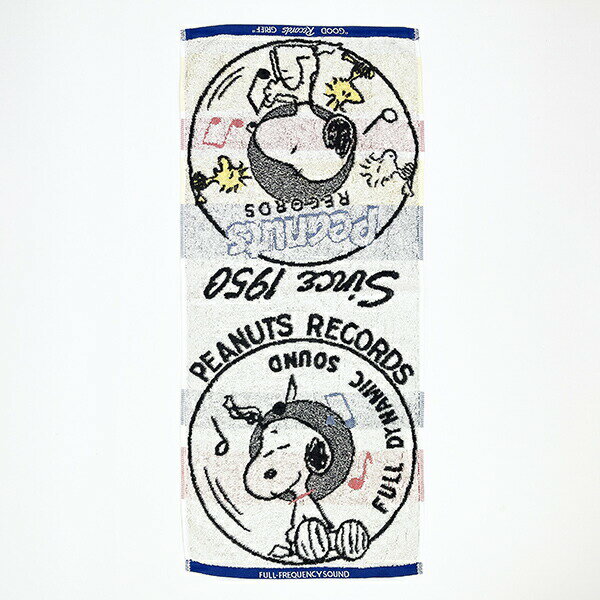 "GOOD Records GRIEF"
Peanuts
RECORDS
Since 1950
PEANUTS RECORDS
FULL DYNAMIC SOUND
FULL-FREQUENCY SOUND